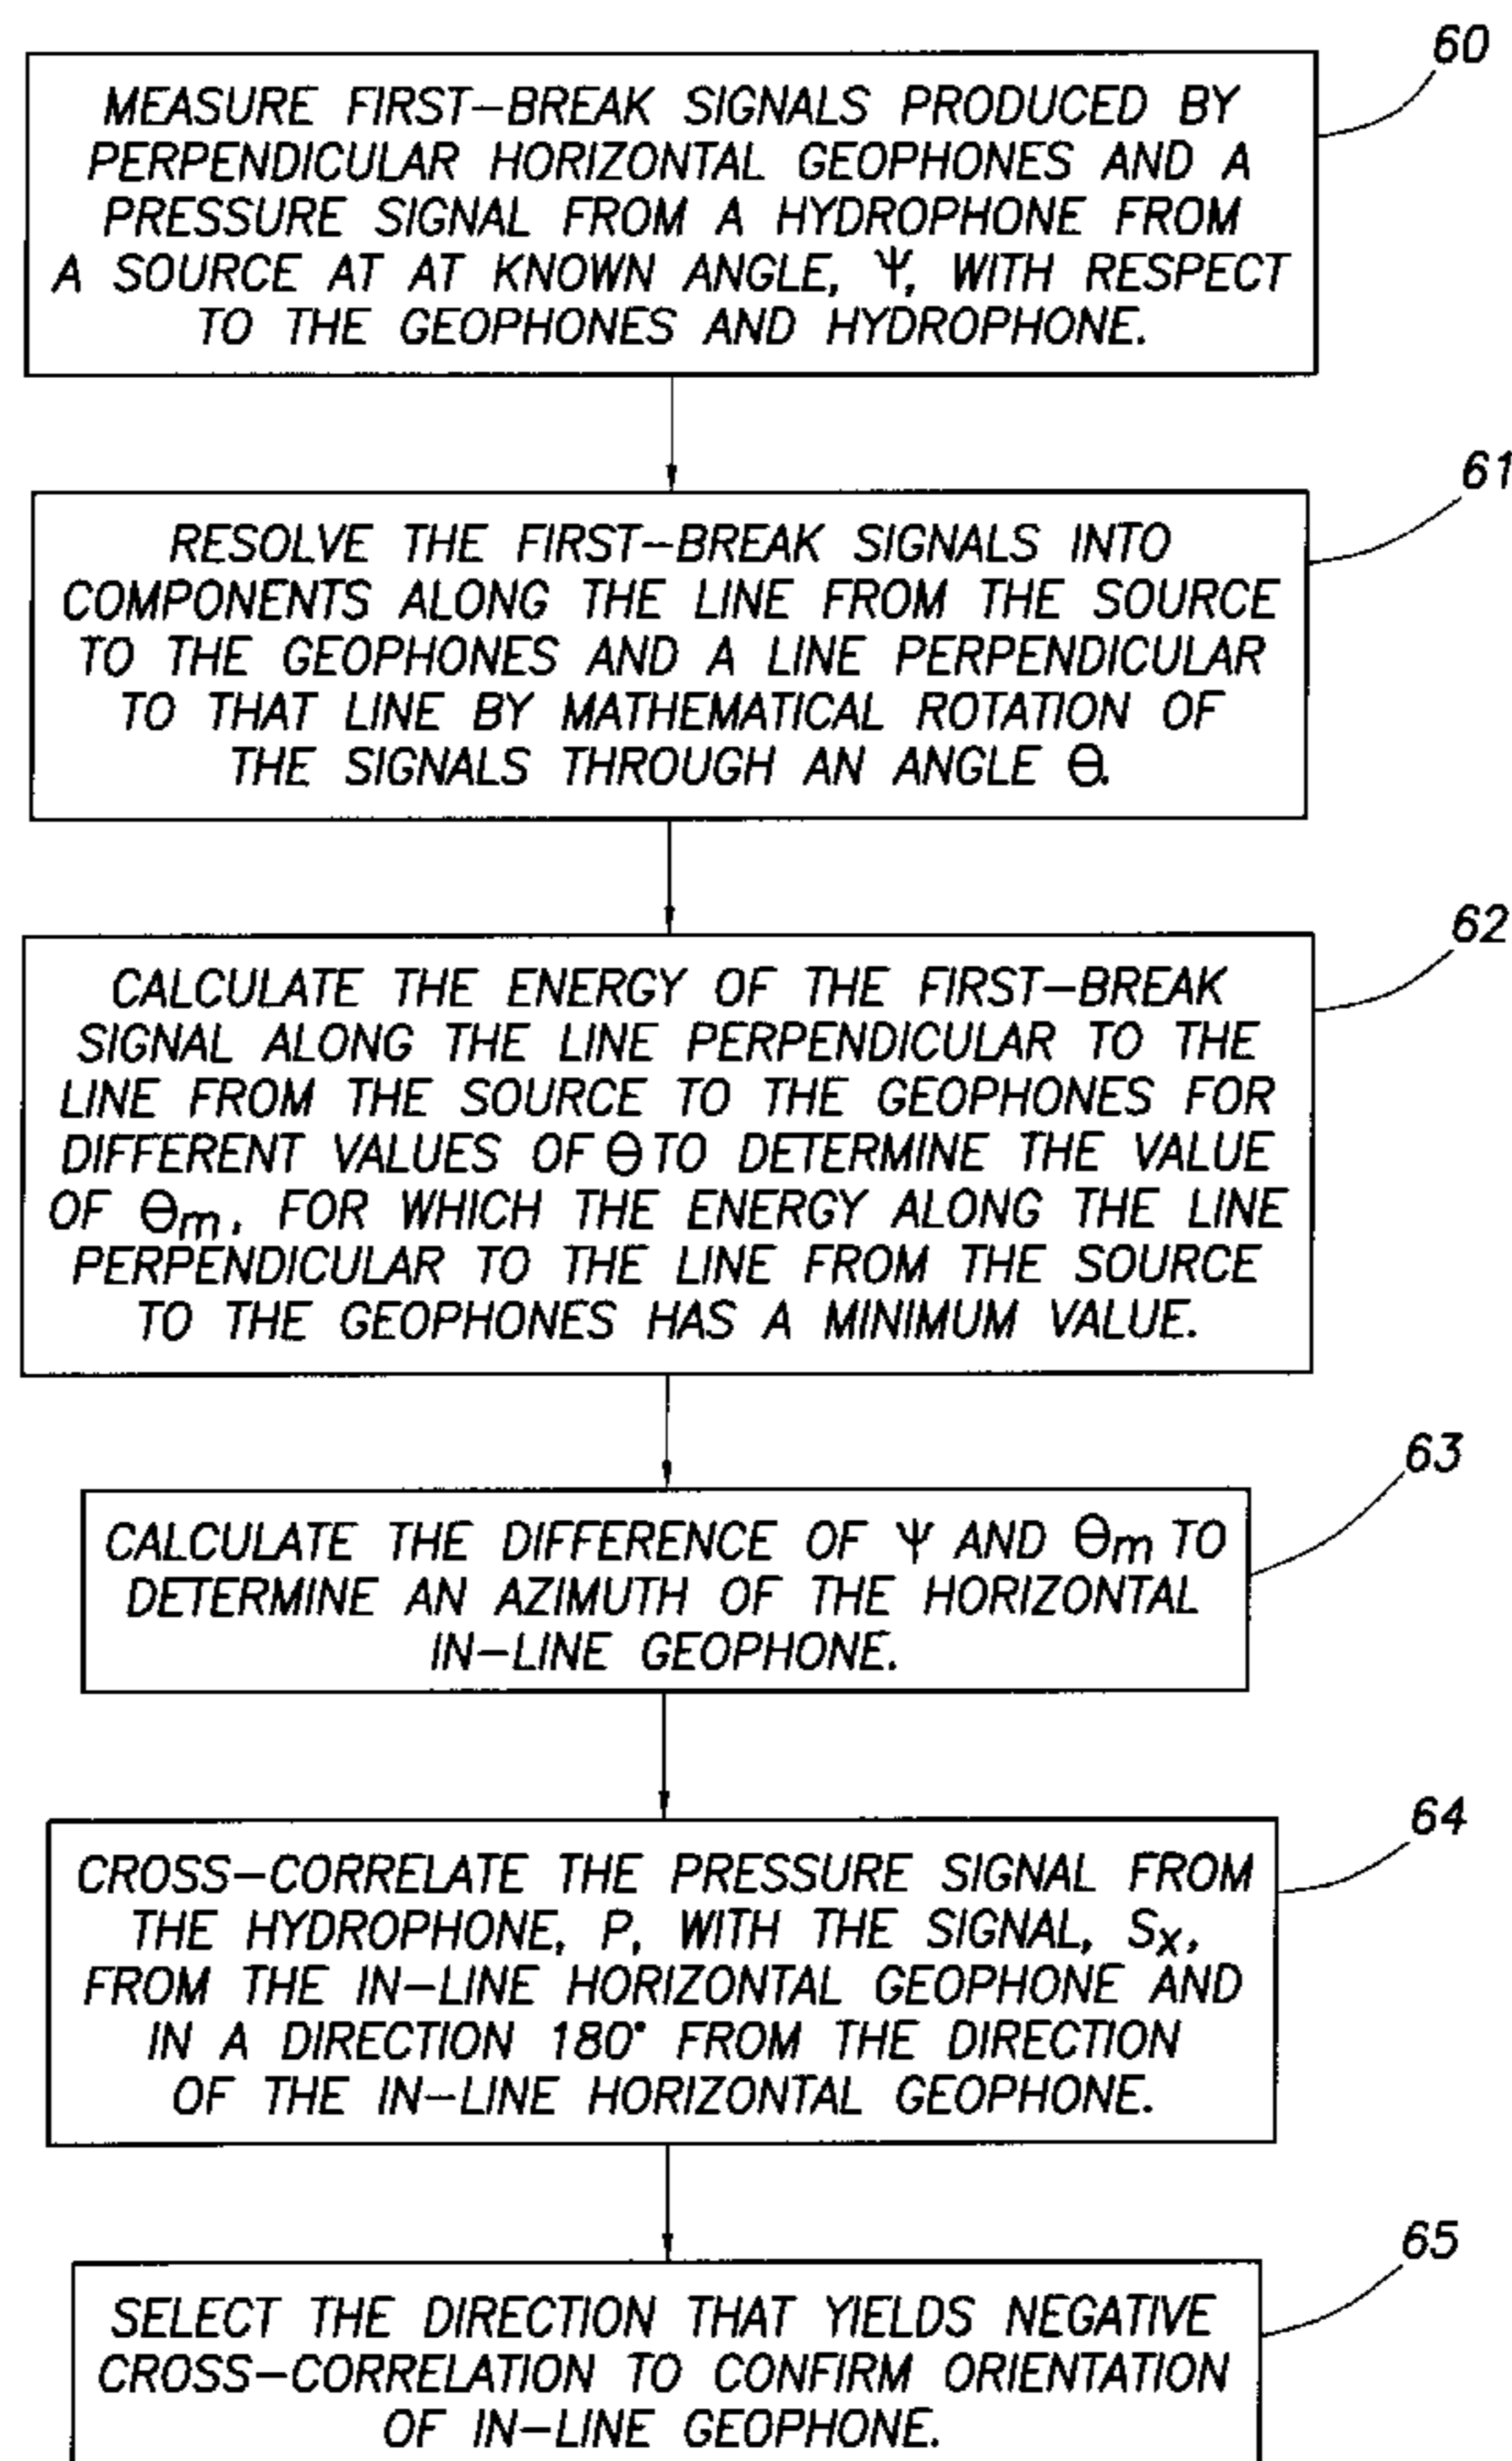 60
MEASURE FIRST-BREAK SIGNALS PRODUCED BY
PERPENDICULAR HORIZONTAL GEOPHONES AND A
PRESSURE SIGNAL FROM A HYDROPHONE FROM
A SOURCE AT AT KNOWN ANGLE, Ψ, WITH RESPECT
TO THE GEOPHONES AND HYDROPHONE.
61
RESOLVE THE FIRST-BREAK SIGNALS INTO
COMPONENTS ALONG THE LINE FROM THE SOURCE
TO THE GEOPHONES AND A LINE PERPENDICULAR
TO THAT LINE BY MATHEMATICAL ROTATION OF
THE SIGNALS THROUGH AN ANGLE Θ.
62
CALCULATE THE ENERGY OF THE FIRST-BREAK
SIGNAL ALONG THE LINE PERPENDICULAR TO THE
LINE FROM THE SOURCE TO THE GEOPHONES FOR
DIFFERENT VALUES OF Θ TO DETERMINE THE VALUE
OF Θm, FOR WHICH THE ENERGY ALONG THE LINE
PERPENDICULAR TO THE LINE FROM THE SOURCE
TO THE GEOPHONES HAS A MINIMUM VALUE.
63
CALCULATE THE DIFFERENCE OF Ψ AND Θm TO
DETERMINE AN AZIMUTH OF THE HORIZONTAL
IN-LINE GEOPHONE.
64
CROSS-CORRELATE THE PRESSURE SIGNAL FROM
THE HYDROPHONE, P, WITH THE SIGNAL, Sx,
FROM THE IN-LINE HORIZONTAL GEOPHONE AND
IN A DIRECTION 180° FROM THE DIRECTION
OF THE IN-LINE HORIZONTAL GEOPHONE.
65
SELECT THE DIRECTION THAT YIELDS NEGATIVE
CROSS-CORRELATION TO CONFIRM ORIENTATION
OF IN-LINE GEOPHONE.